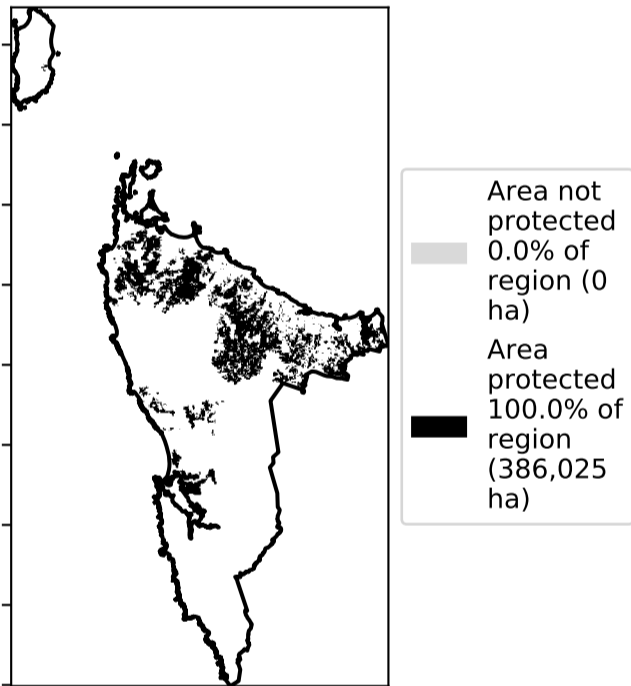 Area not
protected
0.0% of
region (0
ha)
Area
protected
100.0% of
region
(386,025
ha)